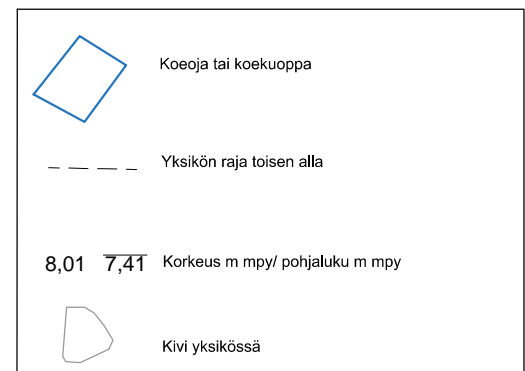 Koeoja tai koekuoppa
Yksikön raja toisen alla
8,01 7,41 Korkeus m mpy/ pohjaluku m mpy
Kivi yksikössä